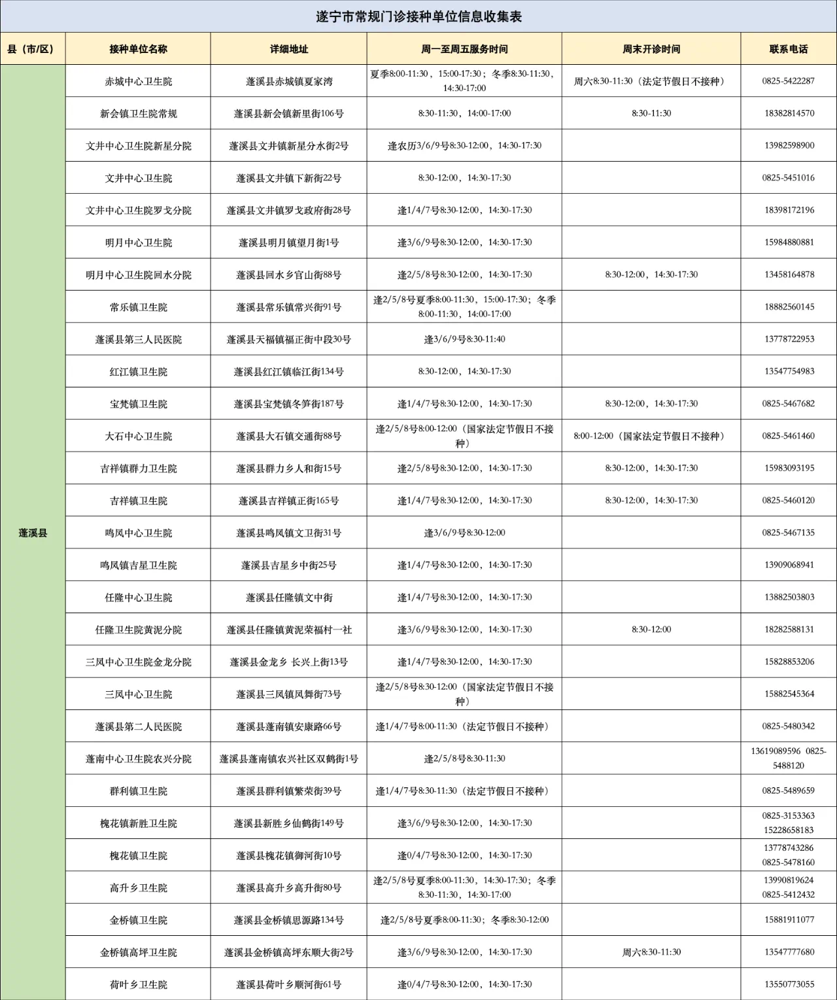 遂宁市常规门诊接种单位信息收集表
县（市/区） 接种单位名称 详细地址 周一至周五服务时间 周末开诊时间 联系电话
蓬溪县
赤城中心卫生院 蓬溪县赤城镇夏家湾 夏季8:00-11:30，15:00-17:30；冬季8:30-11:30，
14:30-17:00 周六8:30-11:30（法定节假日不接种） 0825-5422287
新会镇卫生院常规 蓬溪县新会镇新里街106号 8:30-11:30，14:00-17:00 8:30-11:30 18382814570
文井中心卫生院新星分院 蓬溪县文井镇新星分水街2号 逢农历3/6/9号8:30-12:00，14:30-17:30 13982598900
文井中心卫生院 蓬溪县文井镇下新街22号 8:30-12:00，14:30-17:30 0825-5451016
文井中心卫生院罗戈分院 蓬溪县文井镇罗戈政府街28号 逢1/4/7号8:30-12:00，14:30-17:30 18398172196
明月中心卫生院 蓬溪县明月镇望月街1号 逢3/6/9号8:30-12:00，14:30-17:30 15984880881
明月中心卫生院回水分院 蓬溪县回水乡官山街88号 逢2/5/8号8:30-12:00，14:30-17:30 8:30-12:00，14:30-17:30 13458164878
常乐镇卫生院 蓬溪县常乐镇常兴街91号 逢2/5/8号夏季8:00-11:30，15:00-17:30；冬季
8:00-11:30，14:00-17:00 18882560145
蓬溪县第三人民医院 蓬溪县天福镇福正街中段30号 逢3/6/9号8:30-11:40 13778722953
红江镇卫生院 蓬溪县红江镇临江街134号 8:30-12:00，14:30-17:30 13547754983
宝梵镇卫生院 蓬溪县宝梵镇冬笋街187号 逢1/4/7号8:30-12:00，14:30-17:30 8:30-12:00，14:30-17:30 0825-5467682
大石中心卫生院 蓬溪县大石镇交通街88号 逢2/5/8号8:00-12:00（国家法定节假日不接
种） 8:00-12:00（国家法定节假日不接种） 0825-5461460
吉祥镇群力卫生院 蓬溪县群力乡人和街15号 逢2/5/8号8:30-12:00，14:30-17:30 8:30-12:00，14:30-17:30 15983093195
吉祥镇卫生院 蓬溪县吉祥镇正街165号 逢1/4/7号8:30-12:00，14:30-17:30 8:30-12:00，14:30-17:30 0825-5460120
鸣凤中心卫生院 蓬溪县鸣凤镇文卫街31号 逢3/6/9号8:30-12:00 0825-5467135
鸣凤镇吉星卫生院 蓬溪县吉星乡中街25号 逢1/4/7号8:30-12:00，14:30-17:30 13909068941
任隆中心卫生院 蓬溪县任隆镇文中街 逢1/4/7号8:30-12:00，14:30-17:30 13882503803
任隆卫生院黄泥分院 蓬溪县任隆镇黄泥荣福村一社 逢3/6/9号8:30-12:00，14:30-17:30 8:30-12:00 18282588131
三凤中心卫生院金龙分院 蓬溪县金龙乡 长兴上街13号 逢1/4/7号8:30-12:00，14:30-17:30 15828853206
三凤中心卫生院 蓬溪县三凤镇凤舞街73号 逢2/5/8号8:30-12:00（国家法定节假日不接
种） 15882545364
蓬溪县第二人民医院 蓬溪县蓬南镇安康路66号 逢1/4/7号8:00-11:30（法定节假日不接种） 0825-5480342
蓬南中心卫生院农兴分院 蓬溪县蓬南镇农兴社区双鹤街1号 逢2/5/8号8:30-11:30 13619089596 0825-
5488120
群利镇卫生院 蓬溪县群利镇繁荣街39号 逢1/4/7号8:30-11:30（法定节假日不接种） 0825-5489659
槐花镇新胜卫生院 蓬溪县新胜乡仙鹤街149号 逢3/6/9号8:30-12:00，14:30-17:30 0825-3153363
15228658183
槐花镇卫生院 蓬溪县槐花镇御河街10号 逢0/4/7号8:30-12:00，14:30-17:30 13778743286
0825-5478160
高升乡卫生院 蓬溪县高升乡高升街80号 逢2/5/8号夏季8:00-11:30，14:30-17:30；冬季
8:30-11:30，14:30-17:00 13990819624
0825-5412432
金桥镇卫生院 蓬溪县金桥镇思源路134号 逢2/5/8号夏季8:00-11:30；冬季8:30-12:00 15881911077
金桥镇高坪卫生院 蓬溪县金桥镇高坪东顺大街2号 逢3/6/9号8:30-12:00，14:30-17:30 周六8:30-11:30 13547777680
荷叶乡卫生院 蓬溪县荷叶乡顺河街61号 逢0/4/7号8:30-12:00，14:30-17:30 13550773055